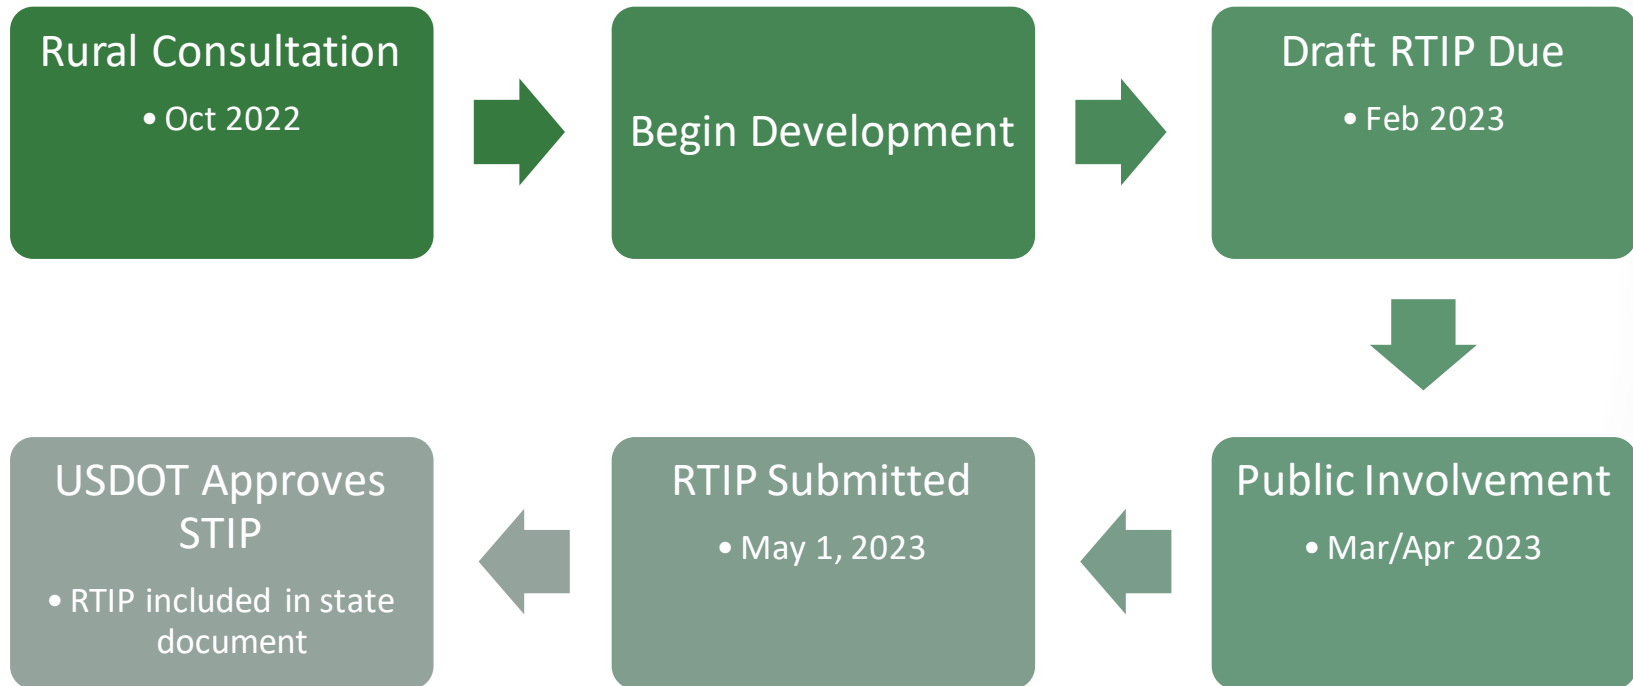 Rural Consultation
• Oct 2022
Begin Development
Draft RTIP Due
• Feb 2023
Public Involvement
• Mar/Apr 2023
RTIP Submitted
• May 1, 2023
USDOT Approves
STIP
• RTIP included in state
document